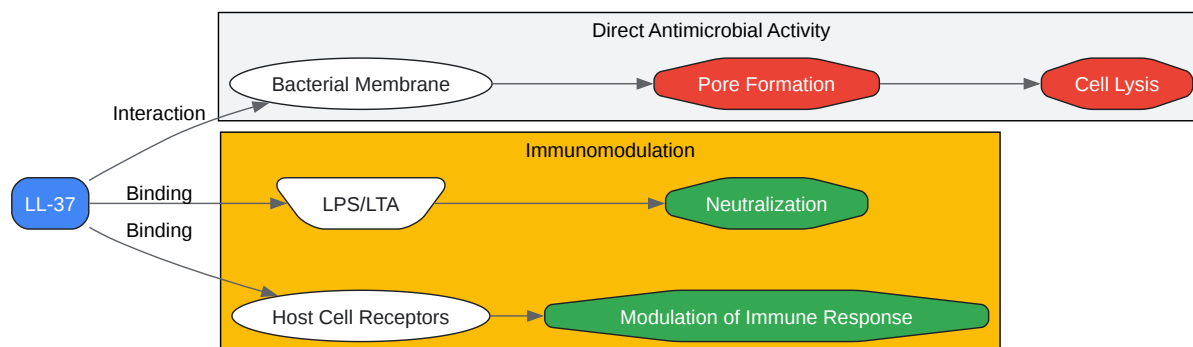 Direct Antimicrobial Activity
Bacterial Membrane
Pore Formation
Cell Lysis
Interaction
Immunomodulation
LL-37
Binding
LPS/LTA
Neutralization
Binding
Host Cell Receptors
Modulation of Immune Response